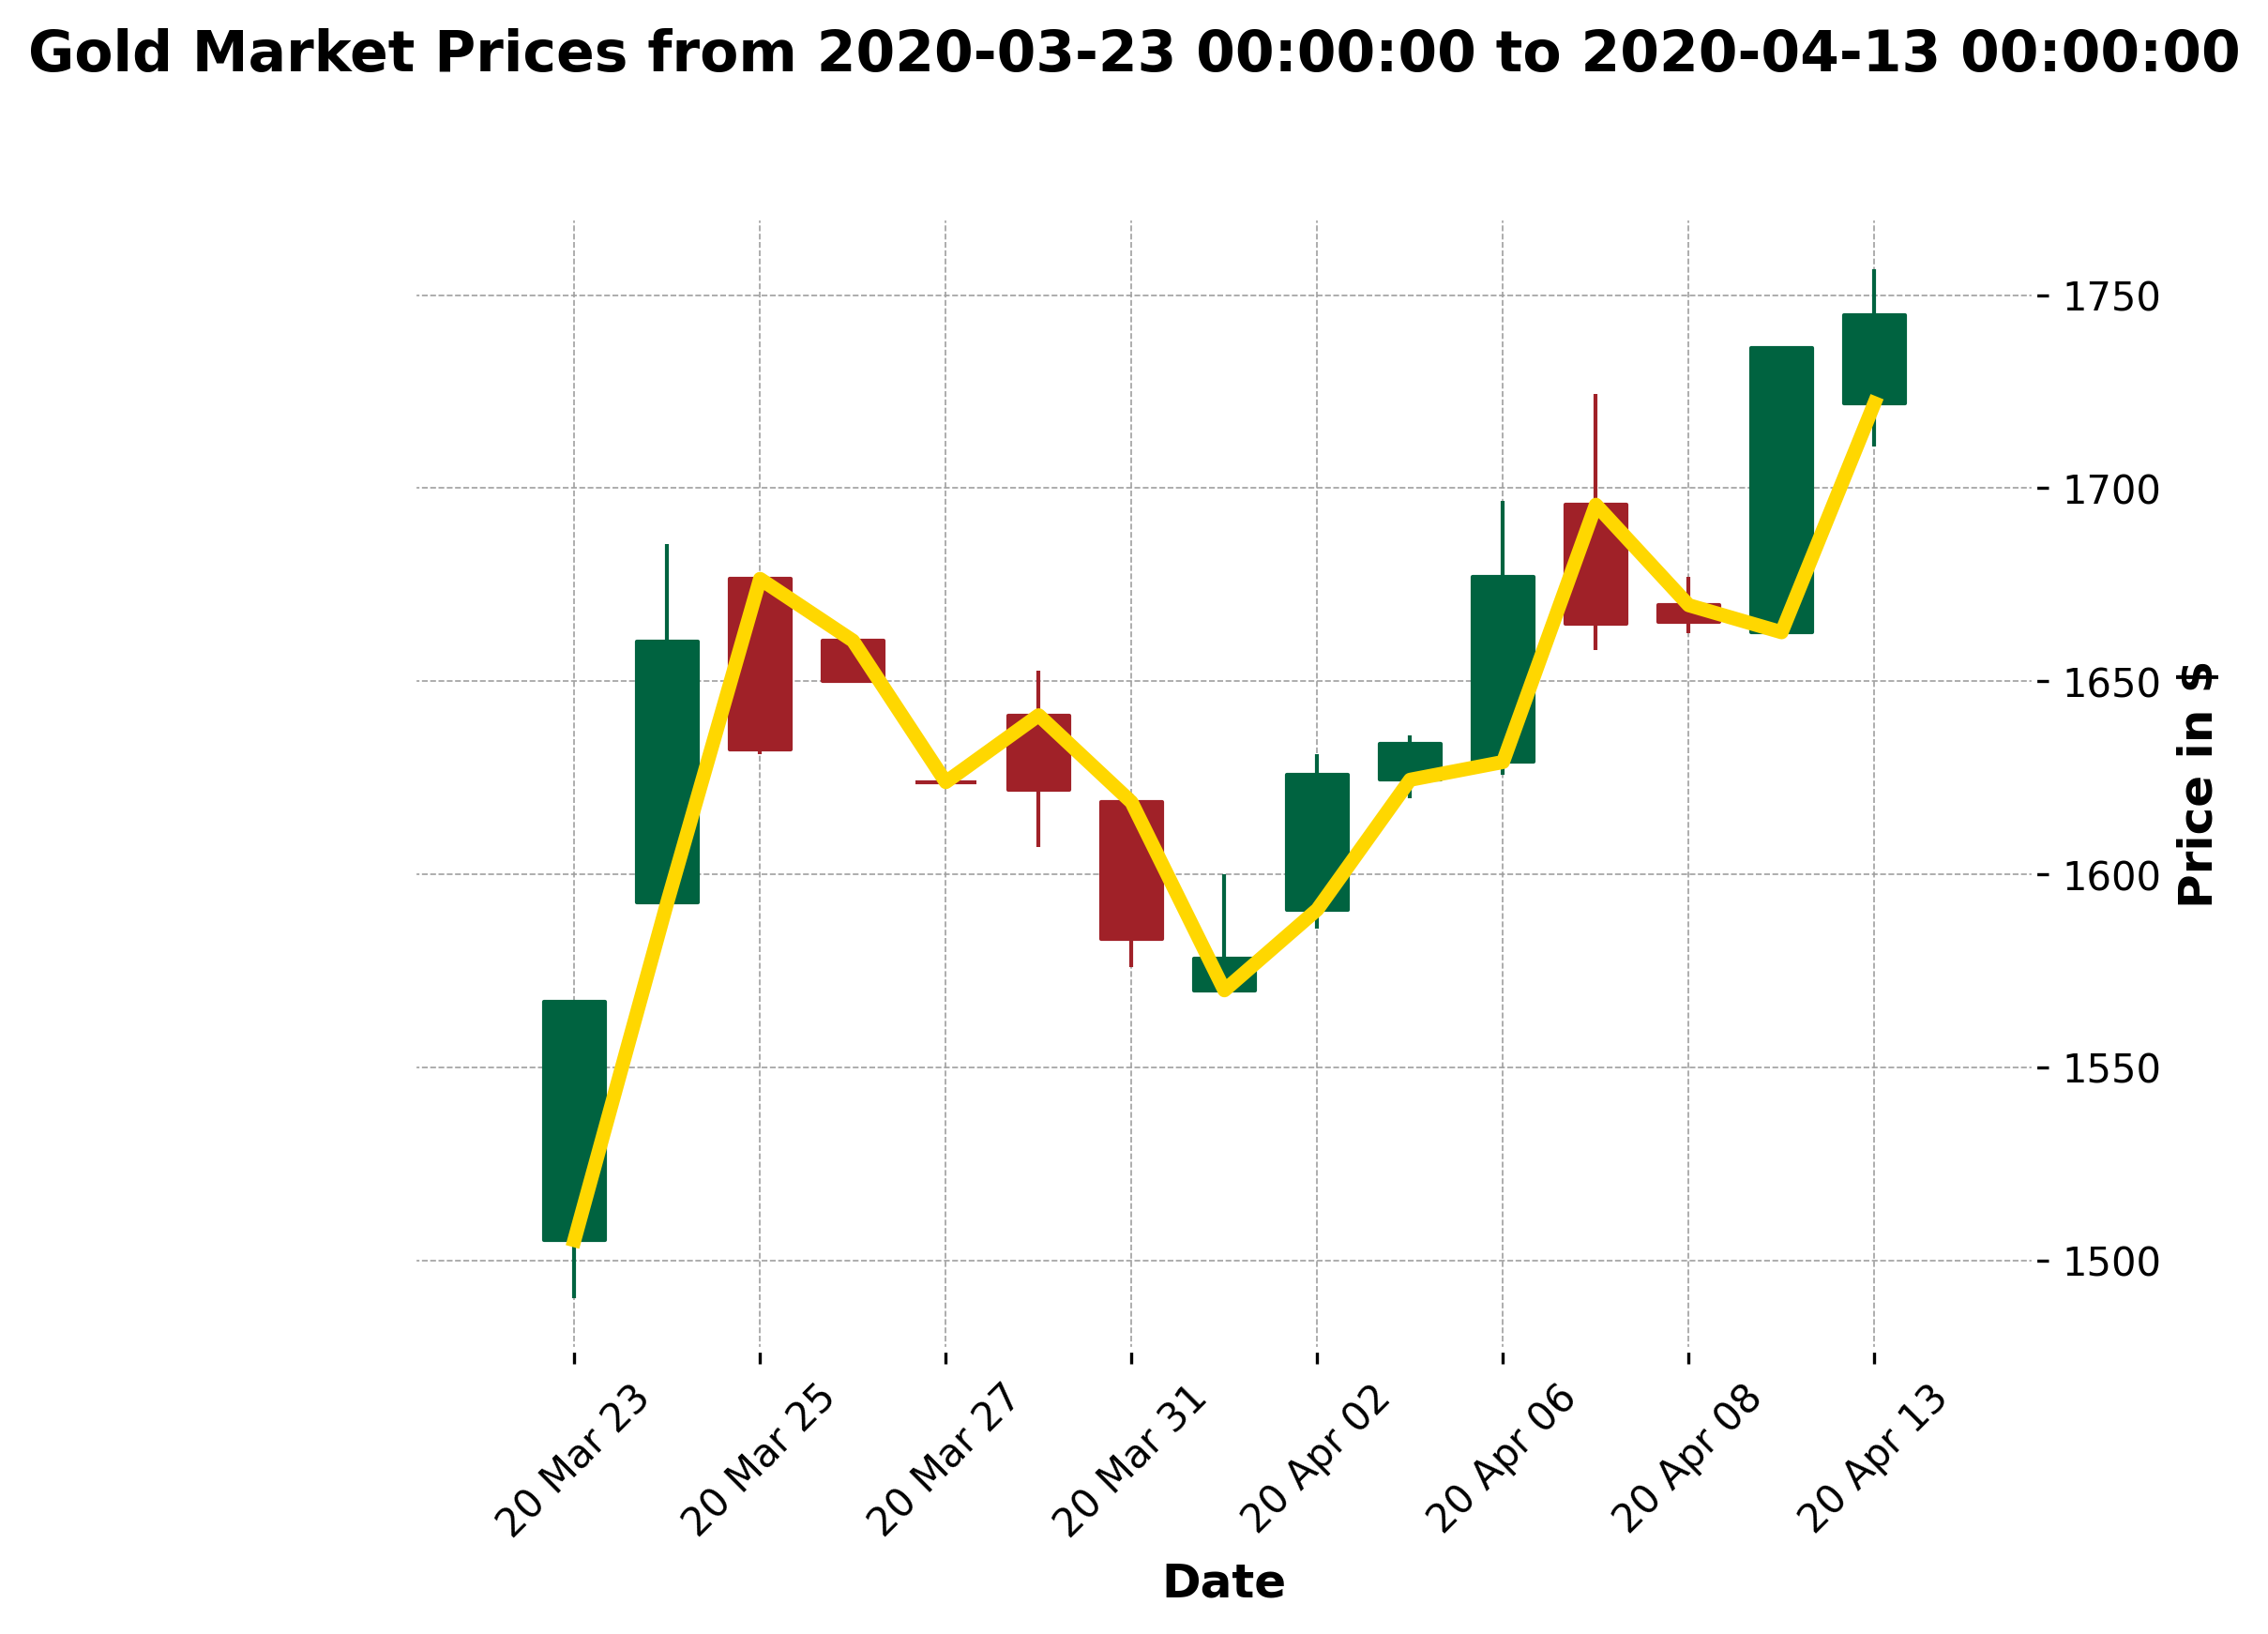 Gold Market Prices from 2020-03-23 00:00:00 to 2020-04-13 00:00:00
1750
1700
1650
1600
1550
1500
Price in $
20 Mar 23
20 Mar 25
20 Mar 27
20 Mar 31
20 Apr 02
20 Apr 06
20 Apr 08
20 Apr 13
Date